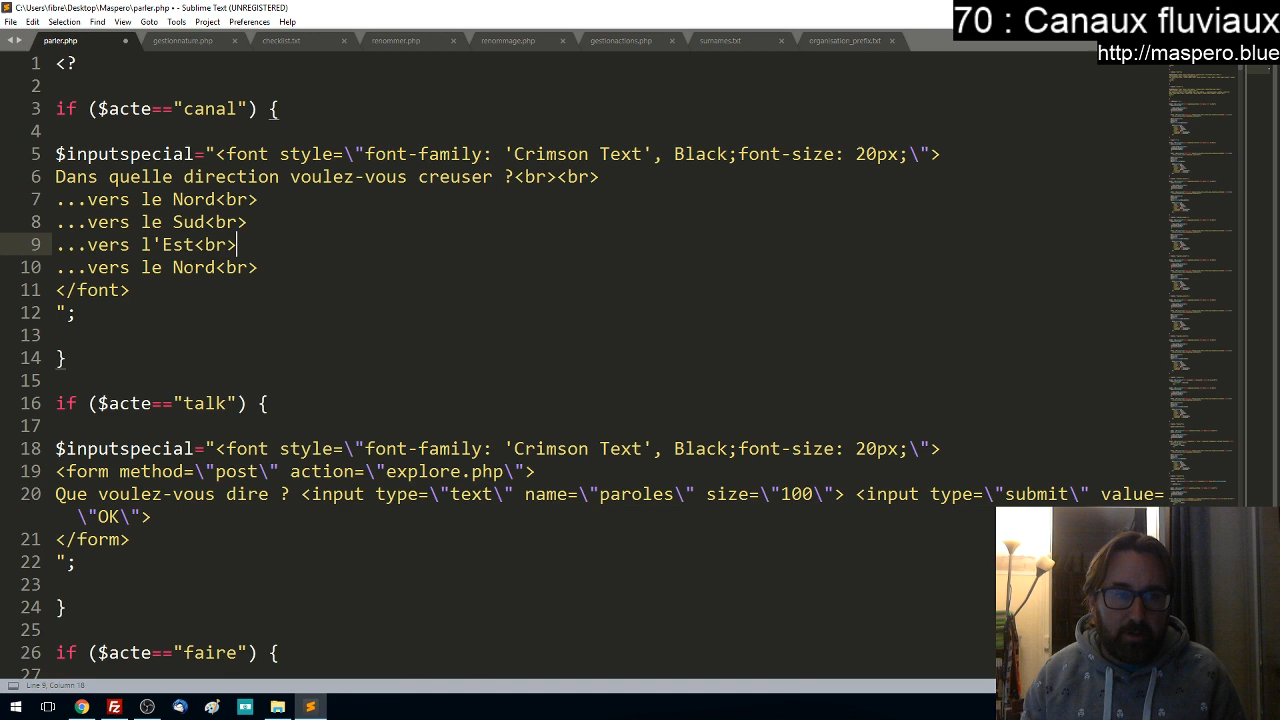 C:\Users\fibre\Desktop\Maspero\parler.php • - Sublime Text (UNREGISTERED)
File Edit Selection Find View Goto Tools Project Preferences Help
70 : Canaux fluviaux
http://maspero.blue
parler.php gestionnature.php checklist.txt renommer.php renommage.php gestionactions.php surnames.txt organisation_prefix.txt
1 <?
2
3 if ($acte=="canal") {
4
5 $inputspecial="<font style=\"font-family: 'Crimson Text', Black;font-size: 20px;\">
6 Dans quelle direction voulez-vous creuser ?<br><br>
7 ...vers le Nord<br>
8 ...vers le Sud<br>
9 ...vers l'Est<br>
10 ...vers le Nord<br>
11 </font>
12 ";
13
14 }
15
16 if ($acte=="talk") {
17
18 $inputspecial="<font style=\"font-family: 'Crimson Text', Black;font-size: 20px;\">
19 <form method=\"post\" action=\"explore.php\">
20 Que voulez-vous dire ? <input type=\"text\" name=\"paroles\" size=\"100\"> <input type=\"submit\" value=
\"OK\">
21 </form>
22 ";
23
24 }
25
26 if ($acte=="faire") {
27
Line 9, Column 18